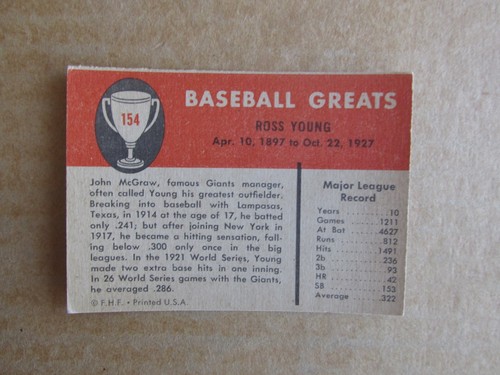 154
BASEBALL GREATS
ROSS YOUNG
Apr. 10, 1897 to Oct. 22, 1927
John McGraw, famous Giants manager,
often called Young his greatest outfielder.
Breaking into baseball with Lampasas,
Texas, in 1914 at the age of 17, he batted
only .241; but after joining New York in
1917, he became a hitting sensation, fall-
ing below .300 only once in the big
leagues. In the 1921 World Series, Young
made two extra base hits in one inning.
In 26 World Series games with the Giants,
he averaged .286.
© F.H.F. • Printed U.S.A.
Major League
Record
Years 10
Games 1211
At Bat 4627
Runs 812
Hits 1491
2b 236
3b 93
HR 42
SB 153
Average .322